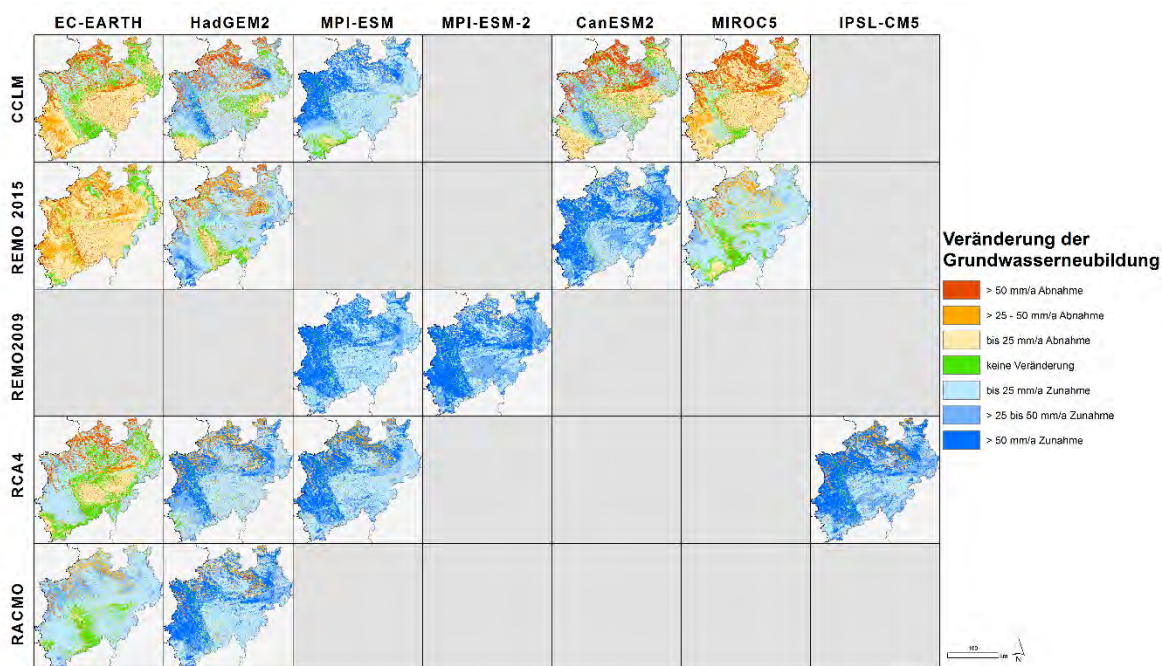 EC-EARTH HadGEM2 MPI-ESM MPI-ESM-2 CanESM2 MIROC5 IPSL-CM5
CCLM
REMO 2015
REMO2009
RCA4
RACMO
Veränderung der
Grundwasserneubildung
> 50 mm/a Abnahme
> 25 - 50 mm/a Abnahme
bis 25 mm/a Abnahme
keine Veränderung
bis 25 mm/a Zunahme
> 25 bis 50 mm/a Zunahme
> 50 mm/a Zunahme
100
km
N